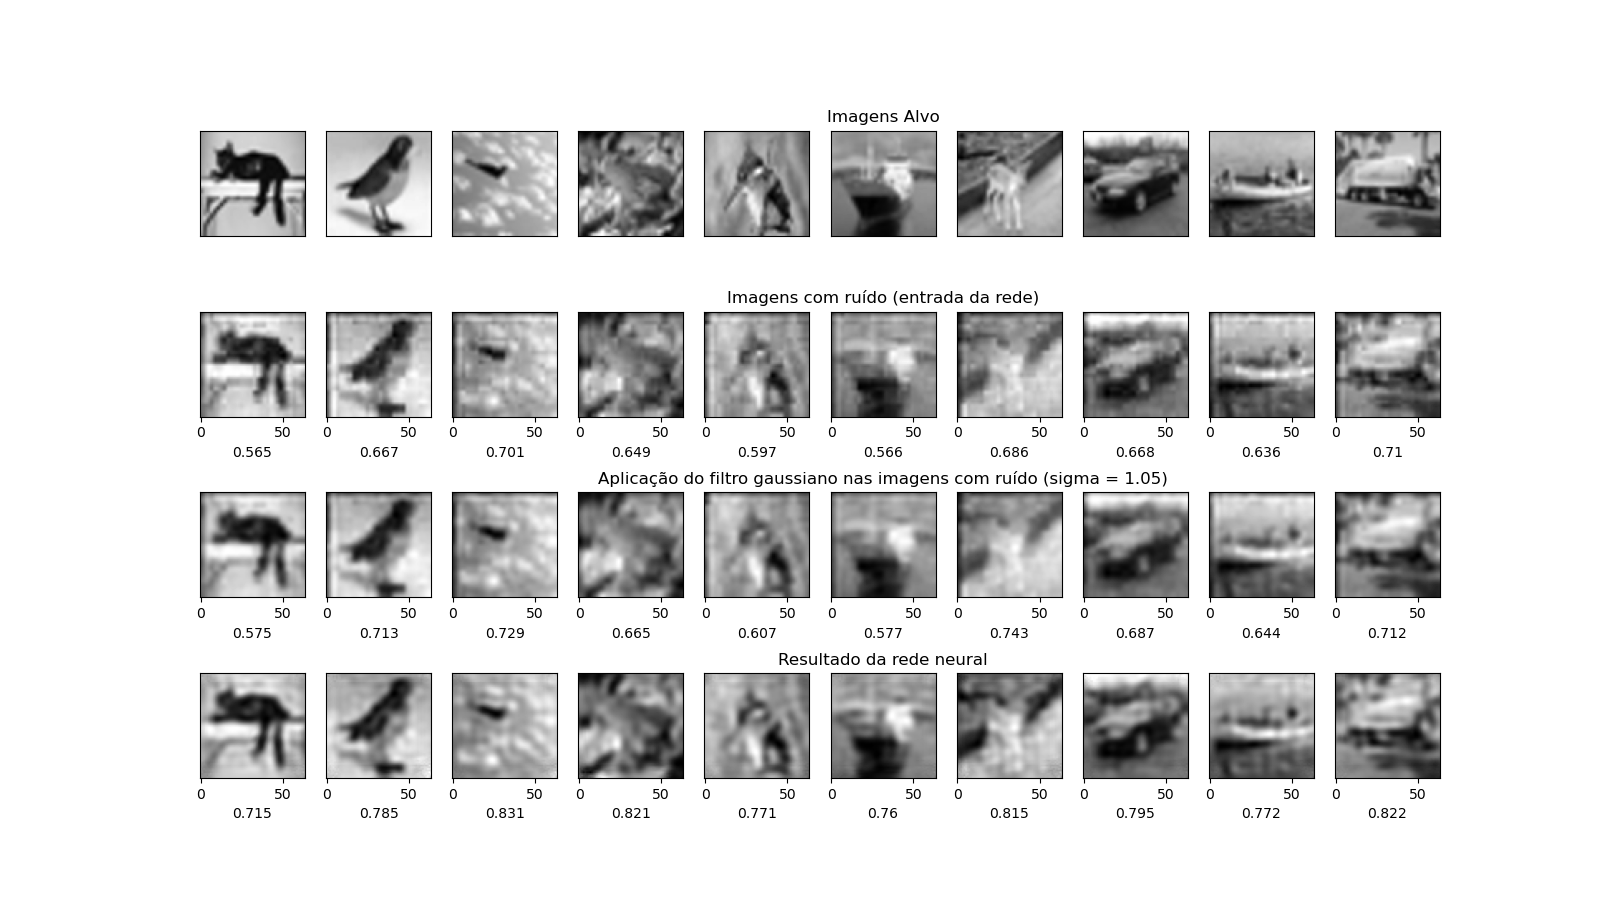 Imagens Alvo
Imagens com ruído (entrada da rede)
0 50 0 50 0 50 0 50 0 50 0 50 0 50 0 50 0 50 0 50
0.565 0.667 0.701 0.649 0.597 0.566 0.686 0.668 0.636 0.71
Aplicação do filtro gaussiano nas imagens com ruído (sigma = 1.05)
0 50 0 50 0 50 0 50 0 50 0 50 0 50 0 50 0 50 0 50
0.575 0.713 0.729 0.665 0.607 0.577 0.743 0.687 0.644 0.712
Resultado da rede neural
0 50 0 50 0 50 0 50 0 50 0 50 0 50 0 50 0 50 0 50
0.715 0.785 0.831 0.821 0.771 0.76 0.815 0.795 0.772 0.822